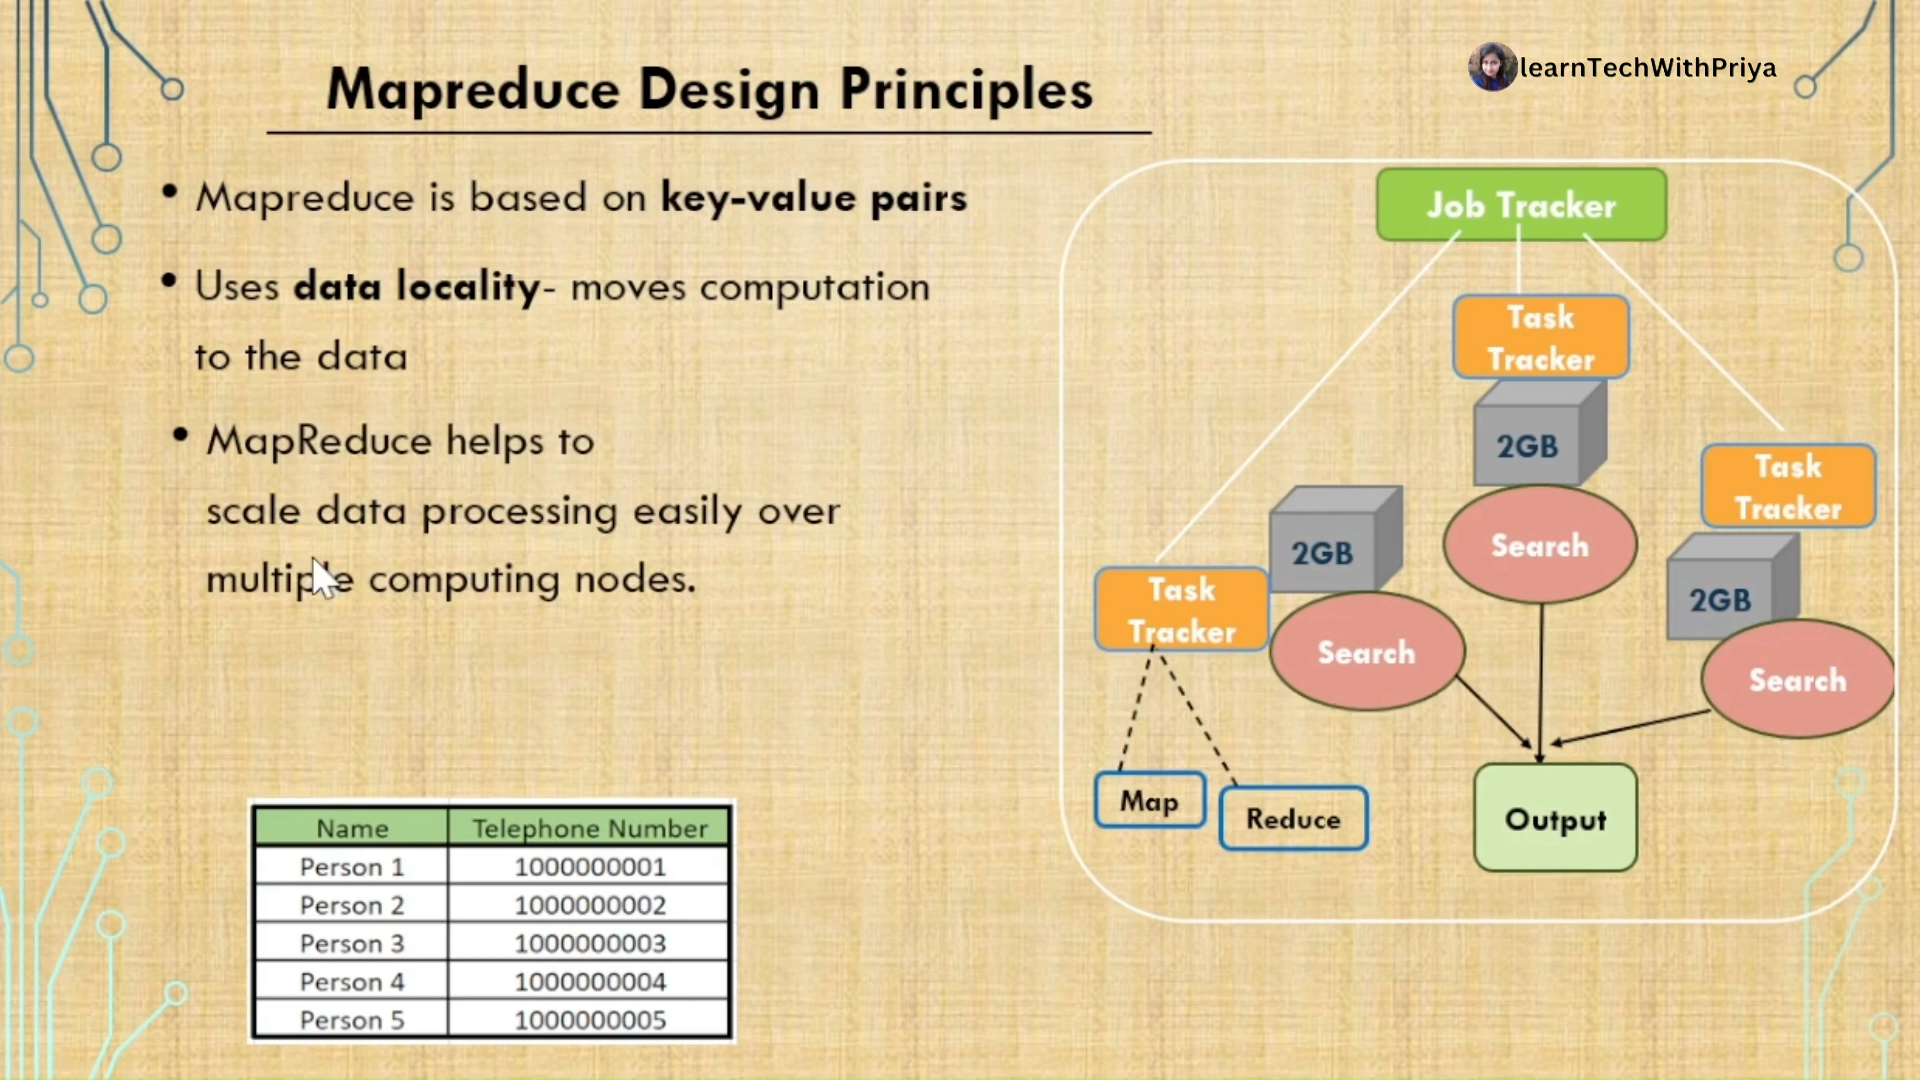 Mapreduce Design Principles
learnTechWithPriya
• Mapreduce is based on key-value pairs
• Uses data locality- moves computation
to the data
• MapReduce helps to
scale data processing easily over
multiple computing nodes.
Name Telephone Number
Person 1 1000000001
Person 2 1000000002
Person 3 1000000003
Person 4 1000000004
Person 5 1000000005
Job Tracker
Task
Tracker
2GB
Search
Task
Tracker
2GB
Search
Task
Tracker
2GB
Search
Map
Reduce
Output